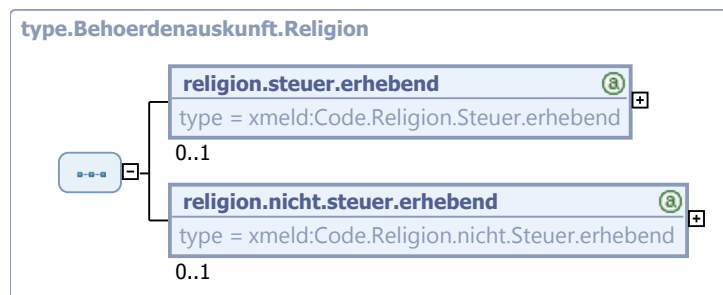 type.Behoerdenauskunft.Religion
religion.steuer.erhebend
type = xmeld:Code.Religion.Steuer.erhebend
0..1
religion.nicht.steuer.erhebend
type = xmeld:Code.Religion.nicht.Steuer.erhebend
0..1